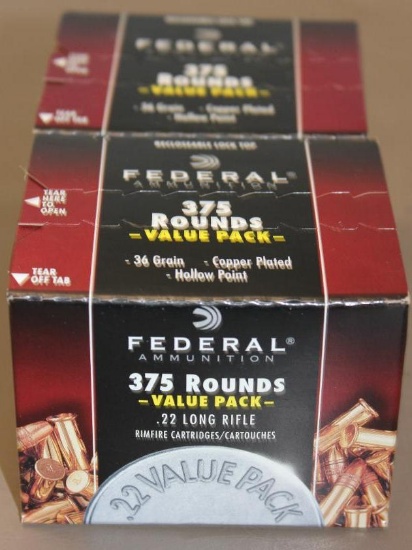 FEDERAL
AMMUNITION
375
ROUNDS
VALUE PACK
- 36 Grain - Copper Plated
- Hollow Point
TEAR
OFF TAB
RECLOSEABLE LOCK TOP
FEDERAL®
AMMUNITION
375
ROUNDS
- VALUE PACK -
- 36 Grain - Copper Plated
- Hollow Point
TEAR
HERE
TO
OPEN
TEAR
OFF TAB
FEDERAL®
AMMUNITION
375 ROUNDS
- VALUE PACK -
.22 LONG RIFLE
RIMFIRE CARTRIDGES/CARTOUCHES
.22 VALUE PACK